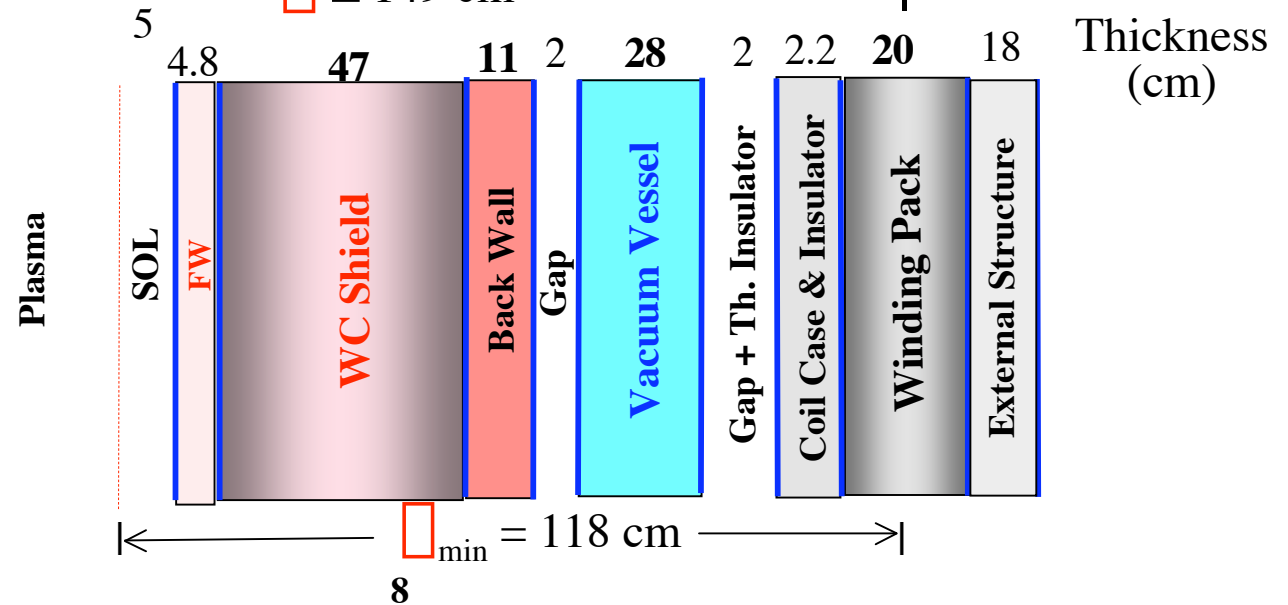 ≥ 149 cm
5
4.8
47
11
2
28
2
2.2
20
18
Thickness
(cm)
Plasma
SOL
FW
WC Shield
Back Wall
Gap
Vacuum Vessel
Gap + Th. Insulator
Coil Case & Insulator
Winding Pack
External Structure
min = 118 cm
8